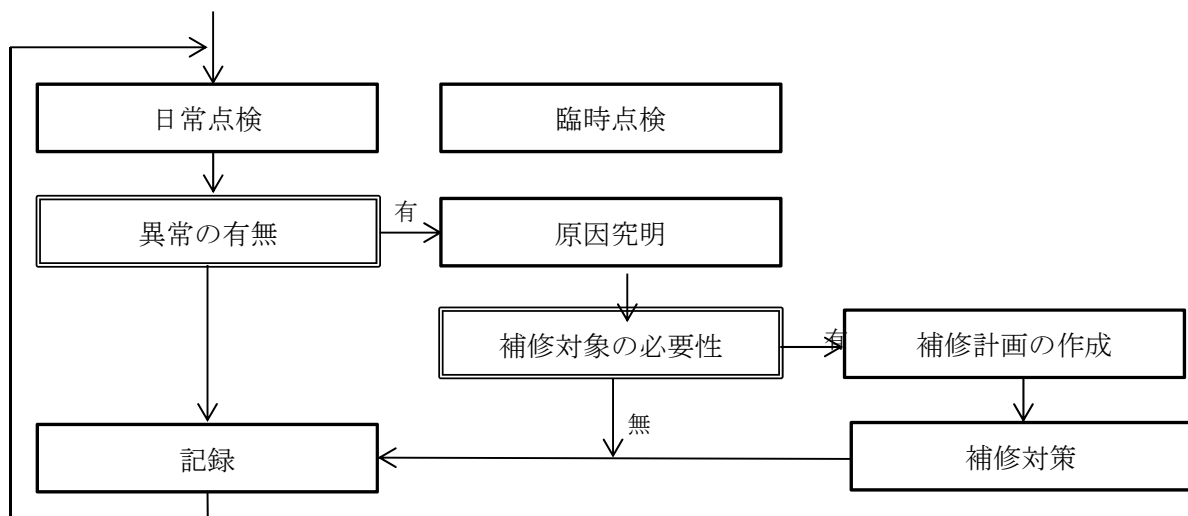 日常点検
臨時点検
異常の有無
有
原因究明
補修対象の必要性
有
補修計画の作成
無
記録
補修対策